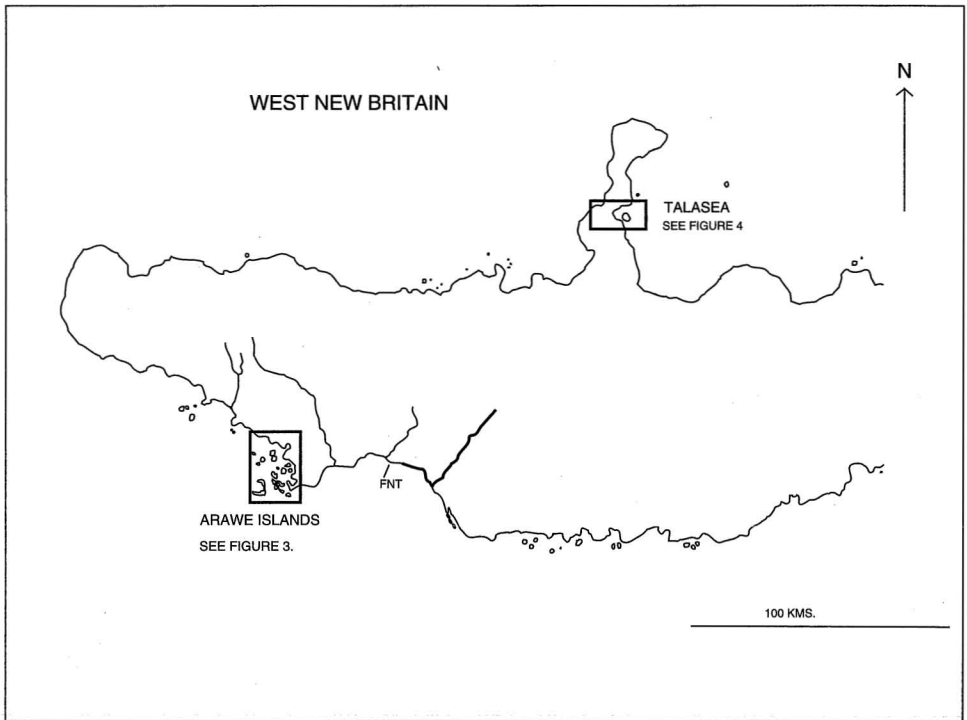 WEST NEW BRITAIN
N
TALASEA
SEE FIGURE 4
FNT
ARAWE ISLANDS
SEE FIGURE 3.
100 KMS.